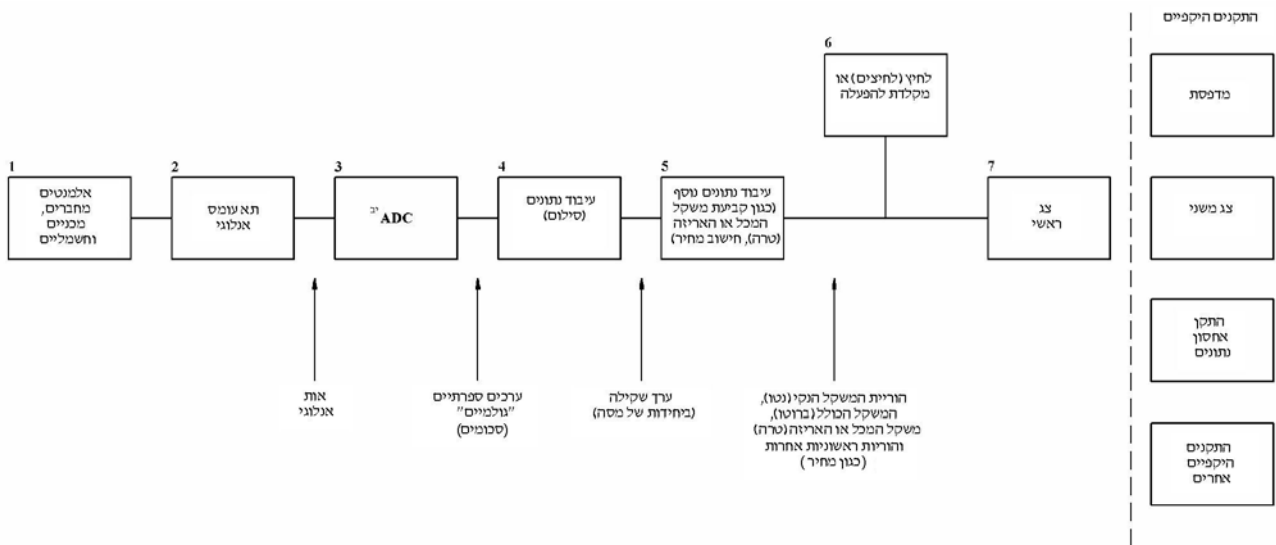 התקנים היקפיים
6
לחיץ (לחיצים) או
מקלדת להפעלה
מדפסת
1
אלמנטים
מחברים,
מכניים
וחשמליים
2
תא עומס
אנלוגי
3
ADC יב
4
עיבוד נתונים
(סילום)
5
עיבוד נתונים נוסף
(כגון קביעת משקל
המכל או האריזה
(טרה), חישוב מחיר)
7
צג
ראשי
צג משני
התקן
אחסון
נתונים
התקנים
היקפיים
אחרים
אות
אנלוגי
ערכים ספרתיים
"גולמיים"
(סכומים)
ערך שקילה
(ביחידות של מסה)
הוריית המשקל הנקי (נטו),
המשקל הכולל (ברוטו),
משקל המכל או האריזה (טרה)
והוריות ראשוניות אחרות
(כגון מחיר )